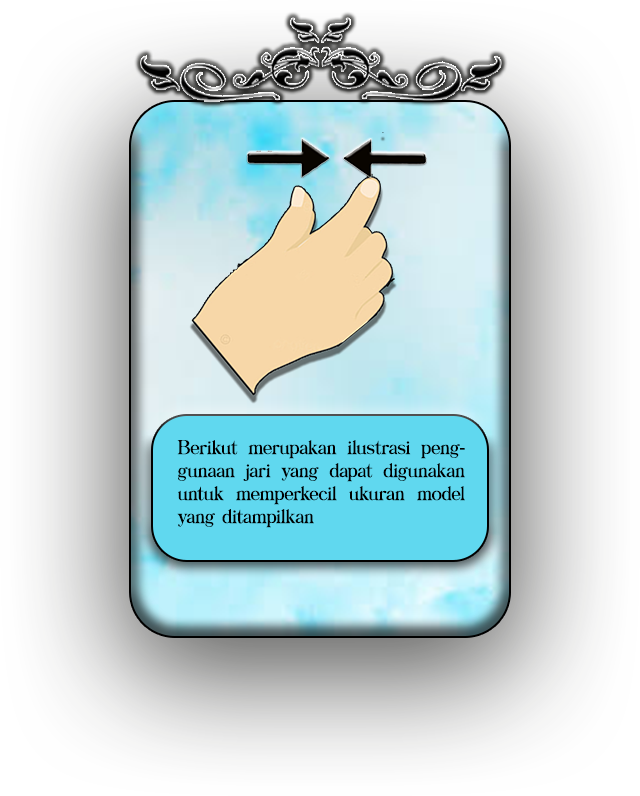 Berikut merupakan ilustrasi peng-
gunaan jari yang dapat digunakan
untuk memperkecil ukuran model
yang ditampilkan